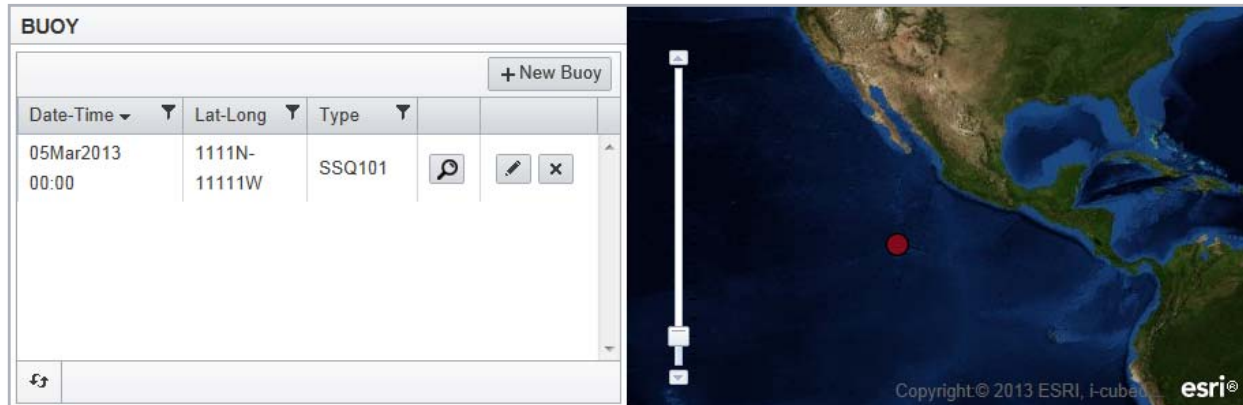 BUOY
+ New Buoy
Date-Time Lat-Long Type
05Mar2013 00:00 1111N-11111W SSQ101
Copyright:© 2013 ESRI, i-cubed
esri®